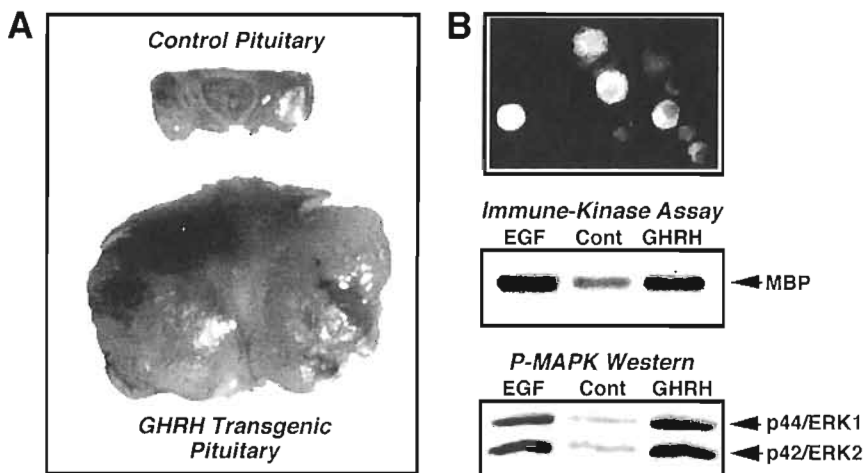 A
Control Pituitary
GHRH Transgenic
Pituitary
B
Immune-Kinase Assay
EGF Cont GHRH
MBP
P-MAPK Western
EGF Cont GHRH
p44/ERK1
p42/ERK2